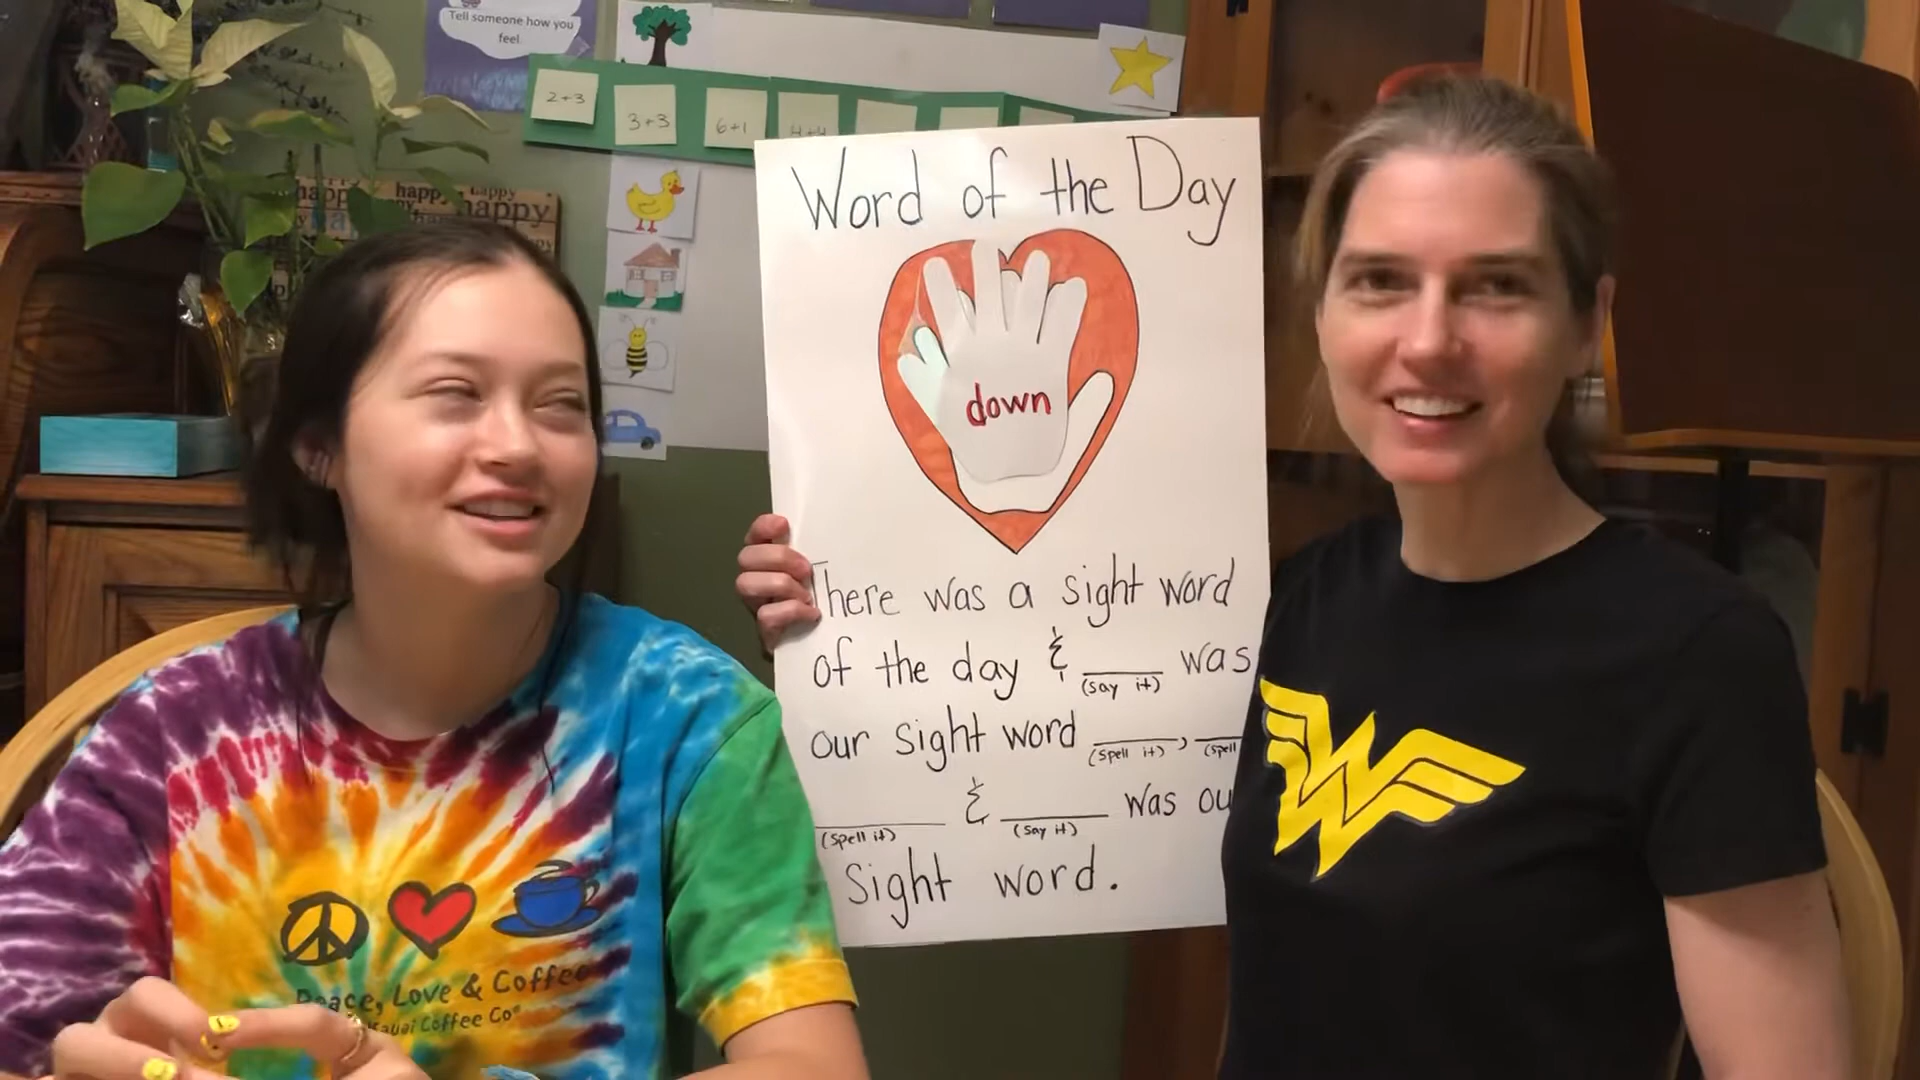 Tell someone how you
feel.
2+3
3+3
6+1
4+4
happy happy happy
happy
Word of the Day
down
There was a sight word
of the day & ____ was
(say it)
our sight word ____, ____
(spell it) (spell
____ & ____ was ou
(spell it) (say it)
sight word.
Peace, Love & Coffee
Kauai Coffee Co